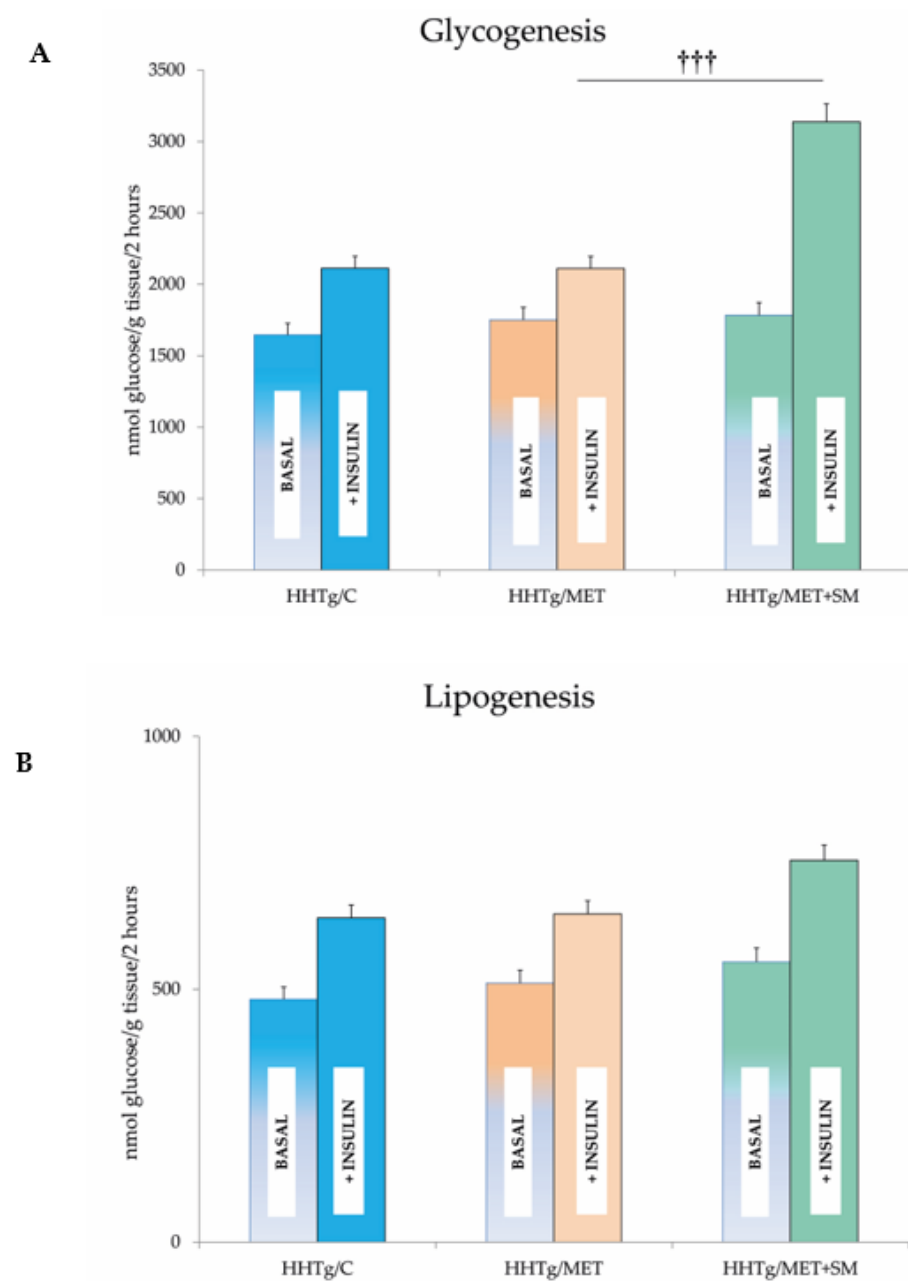 A
Glycogenesis
†††
3500
3000
2500
2000
1500
1000
500
0
nmol glucose/g tissue/2 hours
BASAL
+ INSULIN
BASAL
+ INSULIN
BASAL
+ INSULIN
HHTg/C
HHTg/MET
HHTg/MET+SM
B
Lipogenesis
1000
500
0
nmol glucose/g tissue/2 hours
BASAL
+ INSULIN
BASAL
+ INSULIN
BASAL
+ INSULIN
HHTg/C
HHTg/MET
HHTg/MET+SM